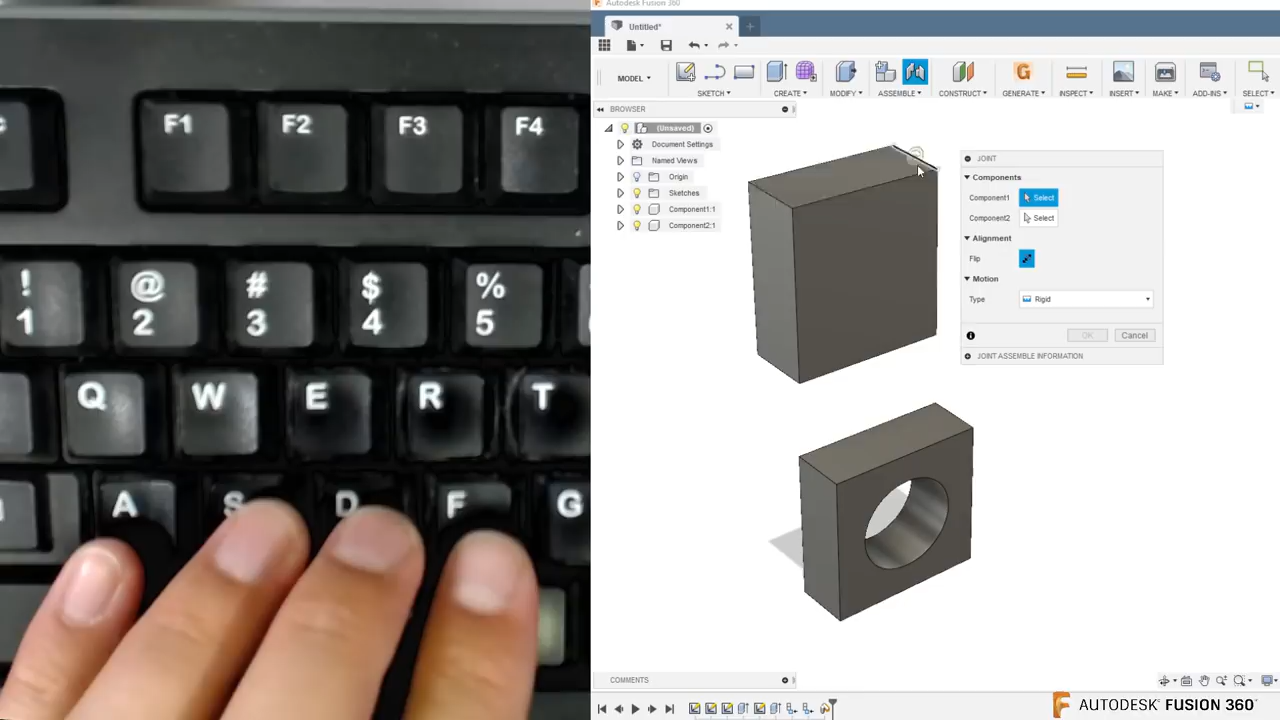 F1 F2 F3 F4
! @ # $ %
1 2 3 4 5
Q W E R T
A S D F G
Autodesk Fusion 360
Untitled*
MODEL
SKETCH CREATE MODIFY ASSEMBLE CONSTRUCT GENERATE INSPECT INSERT MAKE ADD-INS SELECT
BROWSER
(Unsaved)
Document Settings
Named Views
Origin
Sketches
Component1:1
Component2:1
JOINT
Components
Component1 Select
Component2 Select
Alignment
Flip
Motion
Type Rigid
OK Cancel
JOINT ASSEMBLE INFORMATION
COMMENTS
AUTODESK FUSION 360